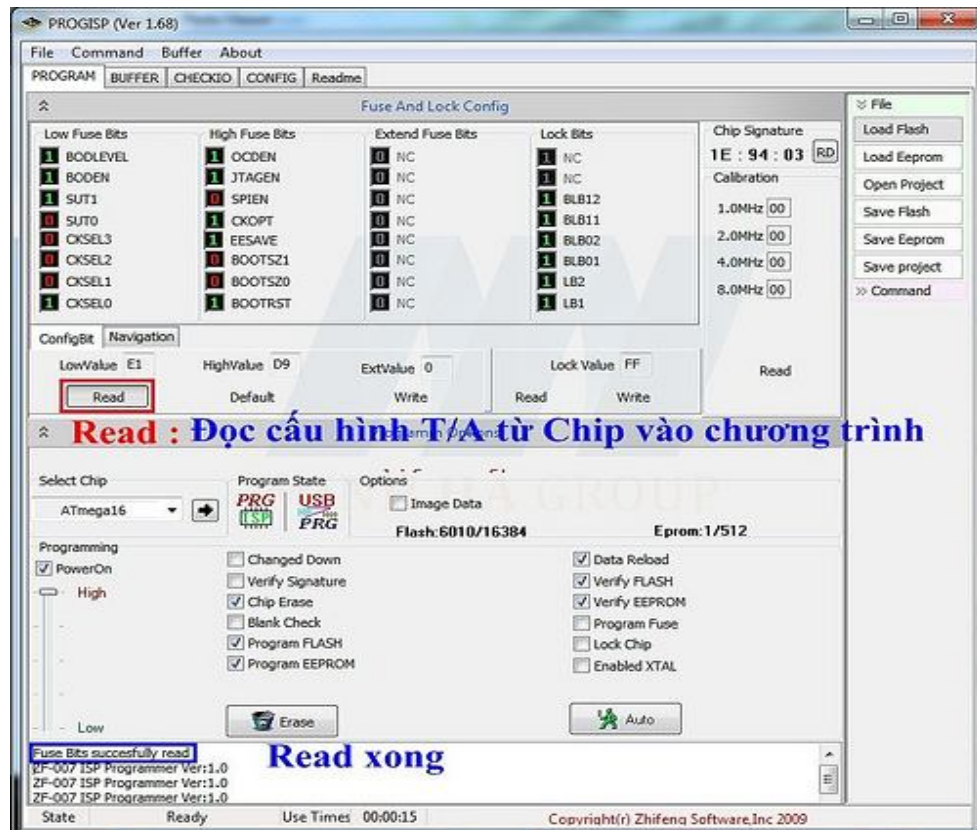 PROGISP (Ver 1.68)
File Command Buffer About
PROGRAM BUFFER CHECKIO CONFIG Readme
Fuse And Lock Config
Low Fuse Bits High Fuse Bits Extend Fuse Bits Lock Bits Chip Signature
1E : 94 : 03 RD
1 BODLEVEL 1 OCDEN 0 NC 1 NC
1 BODEN 1 JTAGEN 0 NC 1 NC Calibration
1 SUT1 0 SPIEN 0 NC 1 BLB12
0 SUT0 1 CKOPT 0 NC 1 BLB11 1.0MHz 00
0 CKSEL3 1 EESAVE 0 NC 1 BLB02 2.0MHz 00
0 CKSEL2 0 BOOTSZ1 0 NC 1 BLB01 4.0MHz 00
0 CKSEL1 0 BOOTSZ0 0 NC 1 LB2 8.0MHz 00
1 CKSEL0 1 BOOTRST 0 NC 1 LB1
ConfigBit Navigation
LowValue E1 HighValue D9 ExtValue 0 Lock Value FF
Read Default Write Read Write Read
Read : Đọc cấu hình T/A từ Chip vào chương trình
Select Chip Program State Options
ATmega16 PRG ISP USB PRG Image Data
Flash:6010/16384 Eprom:1/512
Programming
PowerOn
High
Low
Changed Down
Verify Signature
Chip Erase
Blank Check
Program FLASH
Program EEPROM
Data Reload
Verify FLASH
Verify EEPROM
Program Fuse
Lock Chip
Enabled XTAL
Erase Auto
Fuse Bits succesfully read
Read xong
ZF-007 ISP Programmer Ver:1.0
ZF-007 ISP Programmer Ver:1.0
ZF-007 ISP Programmer Ver:1.0
State Ready Use Times 00:00:15 Copyright(r) Zhifeng Software,Inc 2009
File
Load Flash
Load Eeprom
Open Project
Save Flash
Save Eeprom
Save project
Command